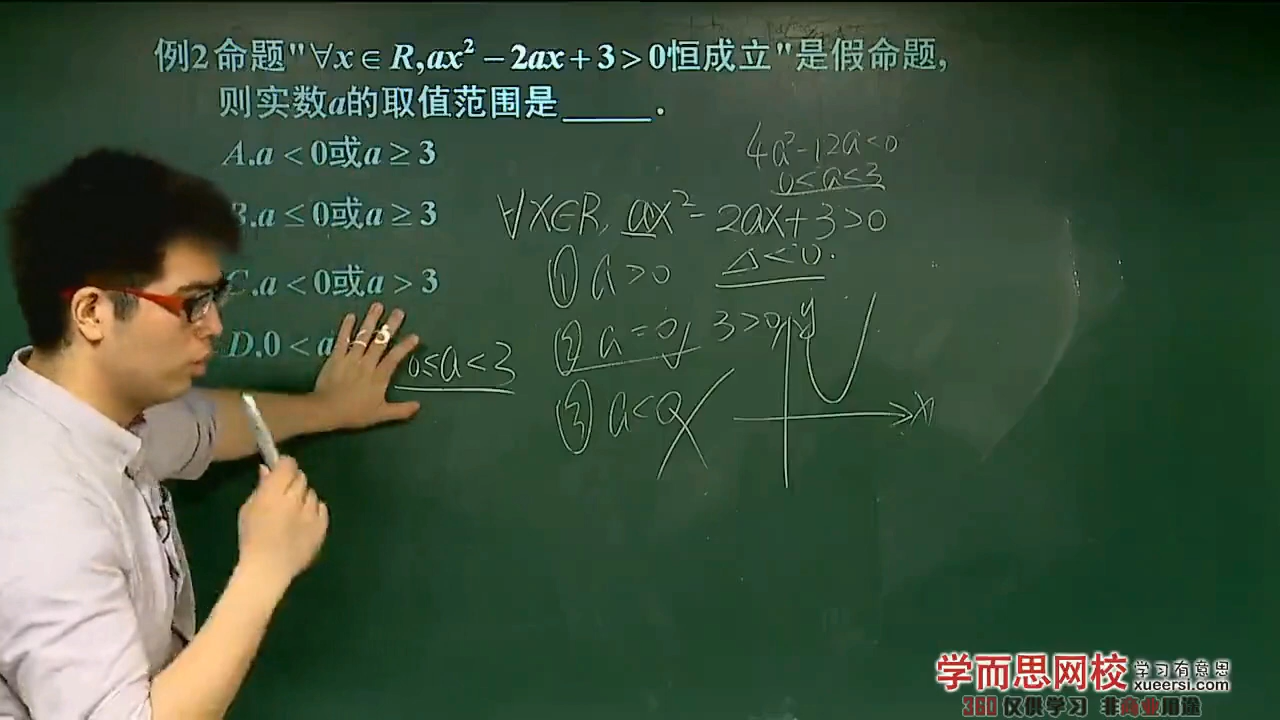 例2 命题"∀x∈R,ax²-2ax+3>0恒成立"是假命题,
则实数a的取值范围是_____.
A.a<0或a≥3
B.a≤0或a≥3
C.a<0或a>3
D.0<a<3
4a²-12a<0
0<a<3
∀x∈R, ax²-2ax+3>0
① a>0 Δ<0.
② a=0, 3>0
③ a<0
0≤a<3
y
x
学而思网校 学习有意思
xueersi.com
360 仅供学习 非商业用途